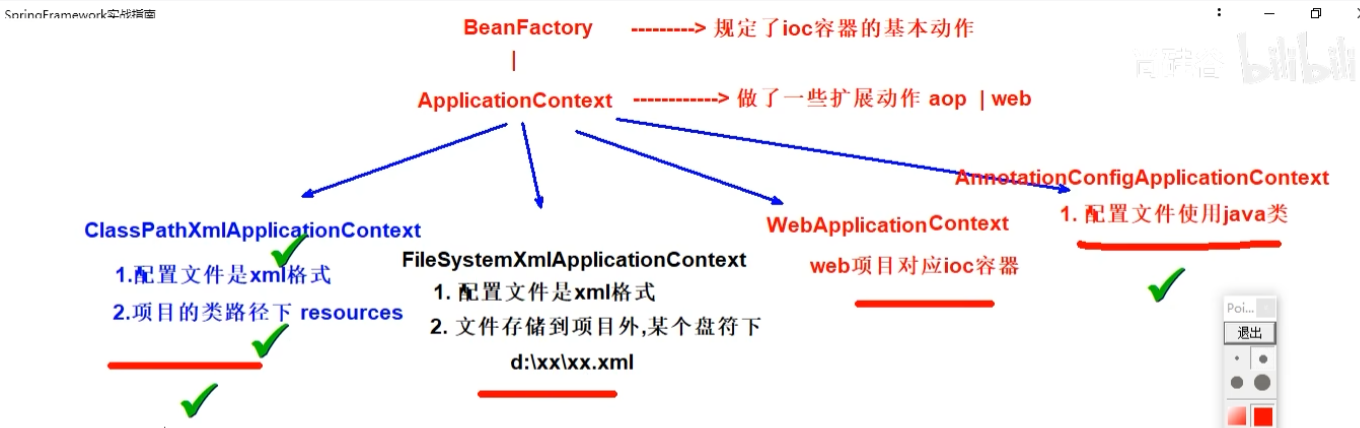 SpringFramework实战指南
BeanFactory ---------> 规定了ioc容器的基本动作
|
ApplicationContext ------------> 做了一些扩展动作 aop | web
AnnotationConfigApplicationContext
1. 配置文件使用java类
ClassPathXmlApplicationContext
1.配置文件是xml格式
2.项目的类路径下 resources
FileSystemXmlApplicationContext
1. 配置文件是xml格式
2. 文件存储到项目外,某个盘符下
d:\xx\xx.xml
WebApplicationContext
web项目对应ioc容器
尚硅谷 bilibili
Poi...
退出